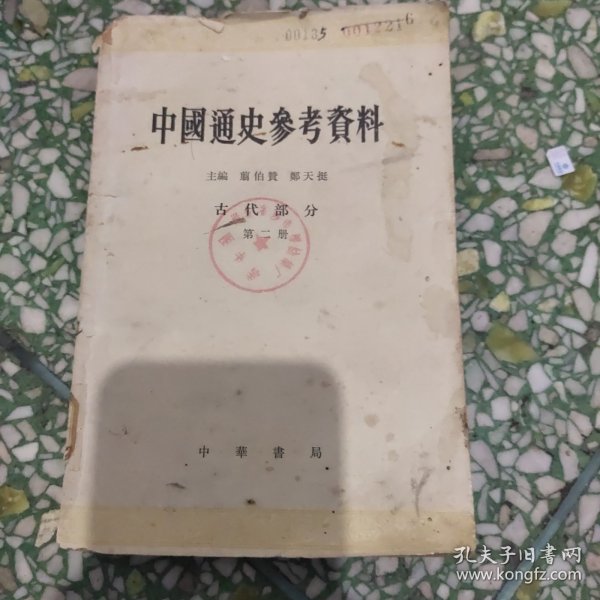 00135 0012216
中國通史參考資料
主編 翦伯贊 鄭天挺
古代部分
第二册
中華書局
孔夫子旧書网
www.kongfz.com